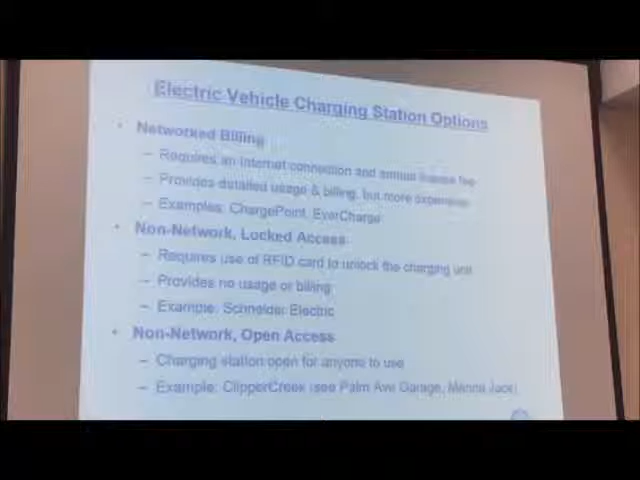 Electric Vehicle Charging Station Options
• Networked Billing
– Requires an Internet connection and annual license fee
– Provides detailed usage & billing, but more expensive
– Examples: ChargePoint, EverCharge
• Non-Network, Locked Access
– Requires use of RFID card to unlock the charging unit
– Provides no usage or billing
– Example: Schneider Electric
• Non-Network, Open Access
– Charging station open for anyone to use
– Example: ClipperCreek (see Palm Ave Garage,